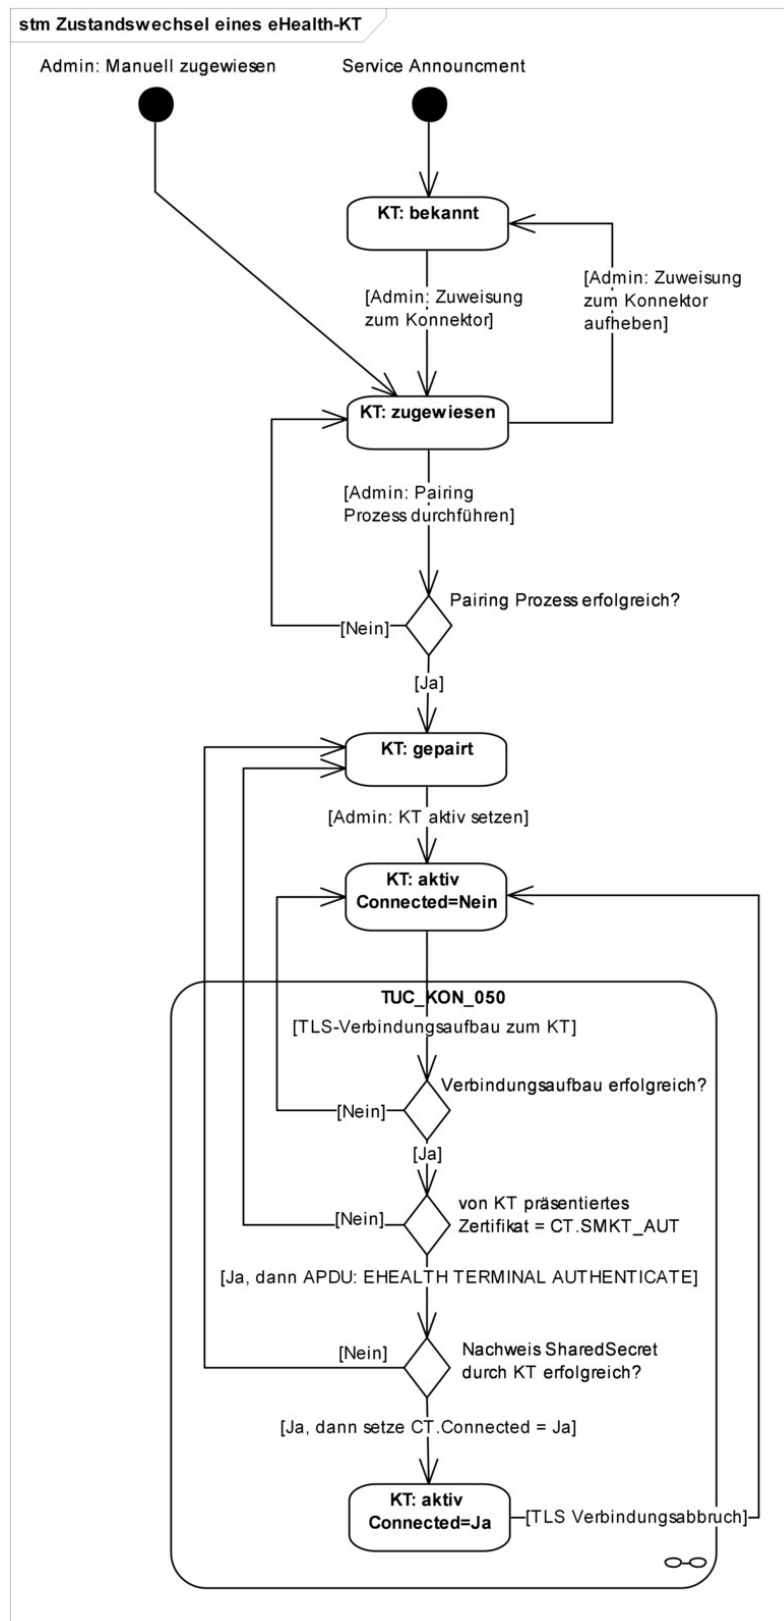 stm Zustandswechsel eines eHealth-KT
Admin: Manuell zugewiesen
Service Announcment
KT: bekannt
[Admin: Zuweisung
zum Konnektor]
[Admin: Zuweisung
zum Konnektor
aufheben]
KT: zugewiesen
[Admin: Pairing
Prozess durchführen]
Pairing Prozess erfolgreich?
[Nein]
[Ja]
KT: gepairt
[Admin: KT aktiv setzen]
KT: aktiv
Connected=Nein
TUC_KON_050
[TLS-Verbindungsaufbau zum KT]
Verbindungsaufbau erfolgreich?
[Nein]
[Ja]
von KT präsentiertes
Zertifikat = CT.SMKT_AUT
[Nein]
[Ja, dann APDU: EHEALTH TERMINAL AUTHENTICATE]
Nachweis SharedSecret
durch KT erfolgreich?
[Nein]
[Ja, dann setze CT.Connected = Ja]
KT: aktiv
Connected=Ja
[TLS Verbindungsabbruch]